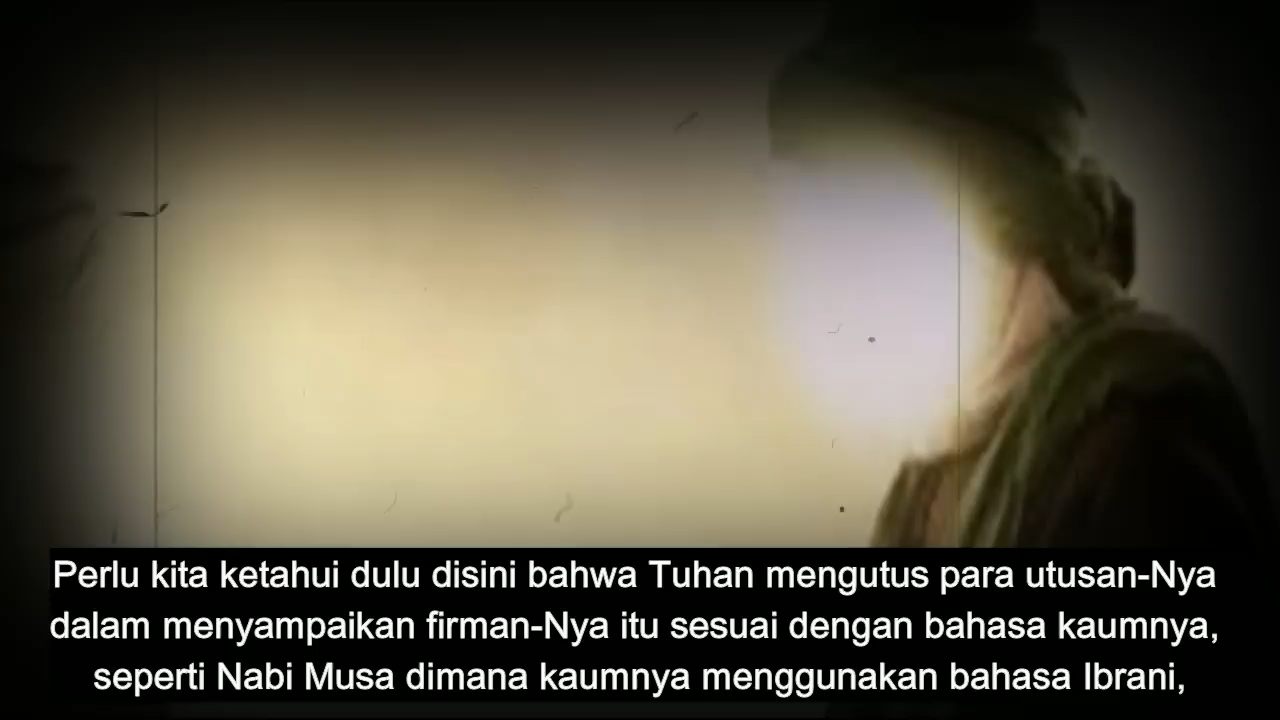 Perlu kita ketahui dulu disini bahwa Tuhan mengutus para utusan-Nya
dalam menyampaikan firman-Nya itu sesuai dengan bahasa kaumnya,
seperti Nabi Musa dimana kaumnya menggunakan bahasa Ibrani,